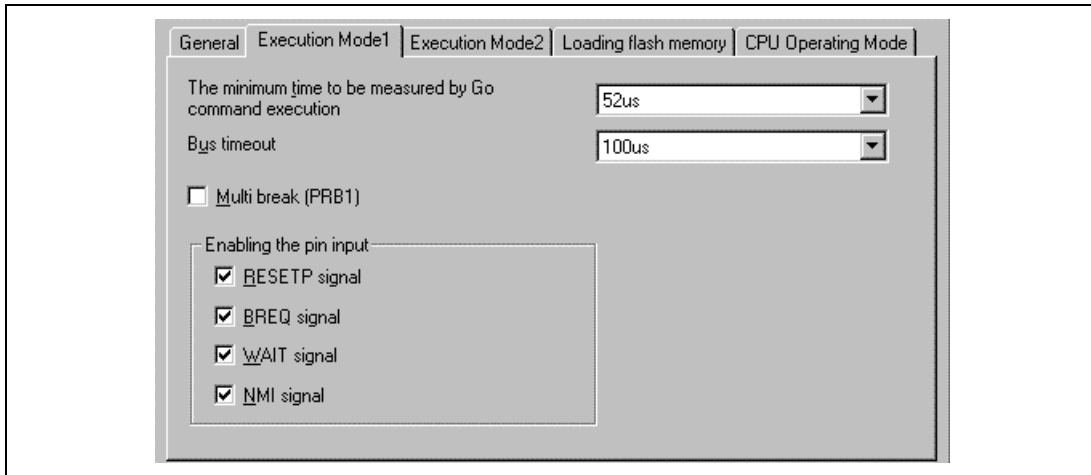 General Execution Mode1 Execution Mode2 Loading flash memory CPU Operating Mode
The minimum time to be measured by Go
command execution
52us
Bus timeout
100us
Multi break (PRB1)
Enabling the pin input
RESETP signal
BREQ signal
WAIT signal
NMI signal